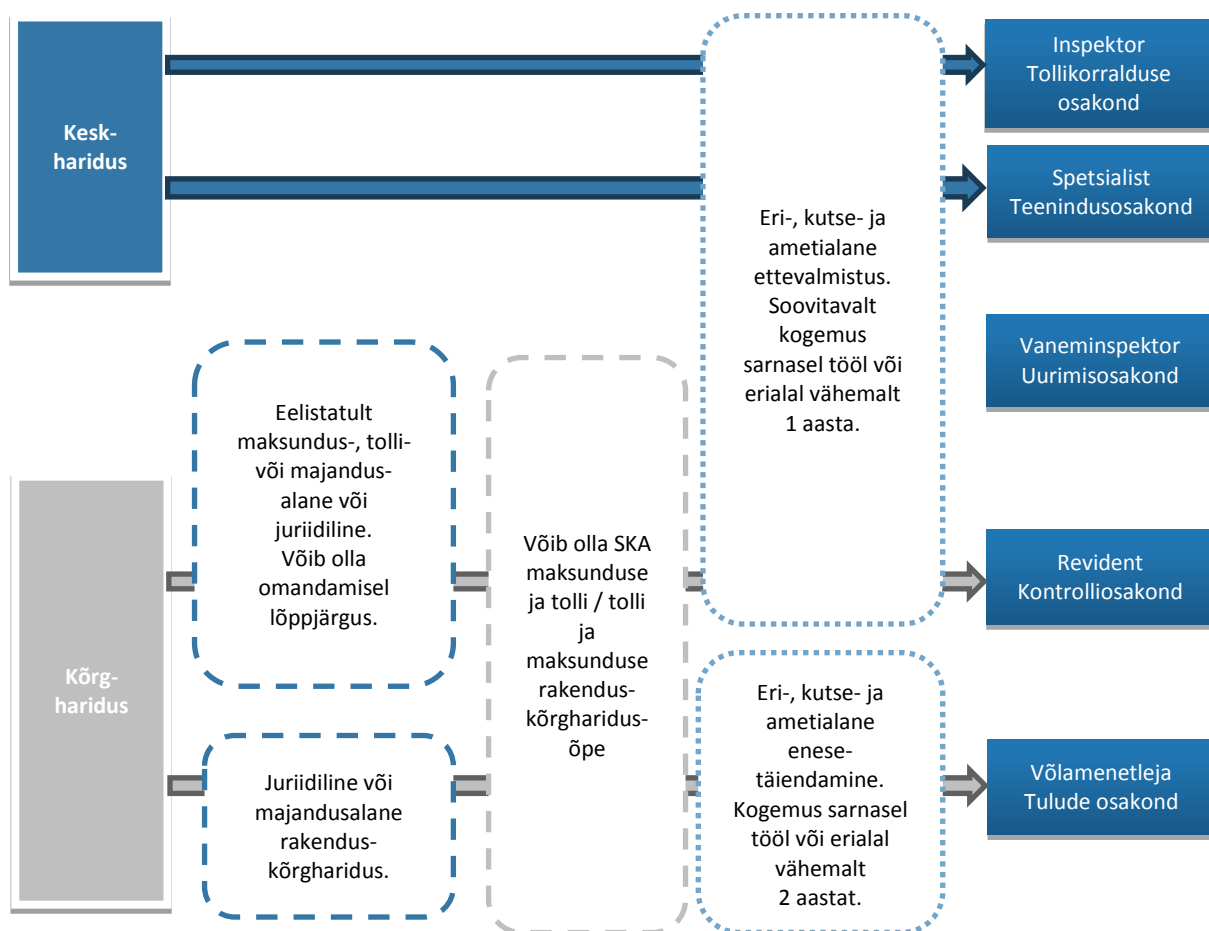 Kesk-
haridus
Eri-, kutse- ja
ametialane
ettevalmistus.
Soovitavalt
kogemus
sarnasel tööl või
erialal vähemalt
1 aasta.
Inspektor
Tollikorralduse
osakond
Spetsialist
Teenindusosakond
Vaneminspektor
Uurimisosakond
Kõrg-
haridus
Eelistatult
maksundus-, tolli-
või majandus-
alane või
juriidiline.
Võib olla
omandamisel
lõppjärgus.
Juriidiline või
majandusalane
rakendus-
kõrgharidus.
Võib olla SKA
maksunduse
ja tolli / tolli
ja
maksunduse
rakendus-
kõrgharidus-
õpe
Eri-, kutse- ja
ametialane
enese-
täiendamine.
Kogemus sarnasel
tööl või erialal
vähemalt
2 aastat.
Revident
Kontrolliosakond
Võlamenetleja
Tulude osakond